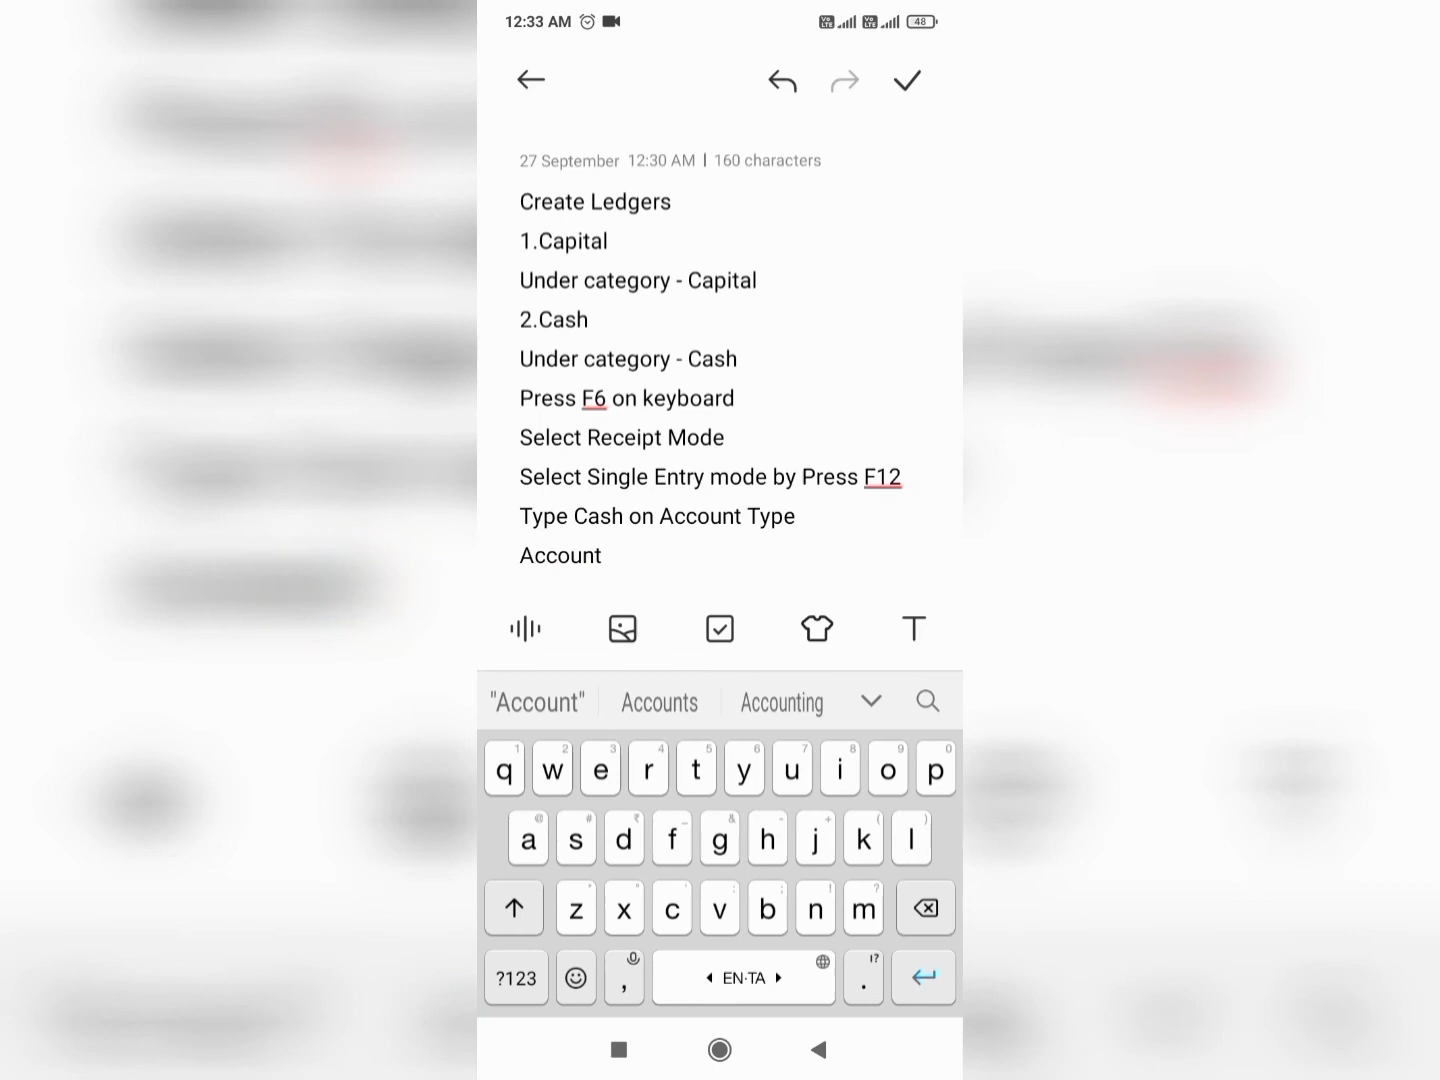 12:33 AM 48
27 September 12:30 AM | 160 characters
Create Ledgers
1.Capital
Under category - Capital
2.Cash
Under category - Cash
Press F6 on keyboard
Select Receipt Mode
Select Single Entry mode by Press F12
Type Cash on Account Type
Account
T
"Account" Accounts Accounting
q w e r t y u i o p
a s d f g h j k l
z x c v b n m
?123 , EN·TA .